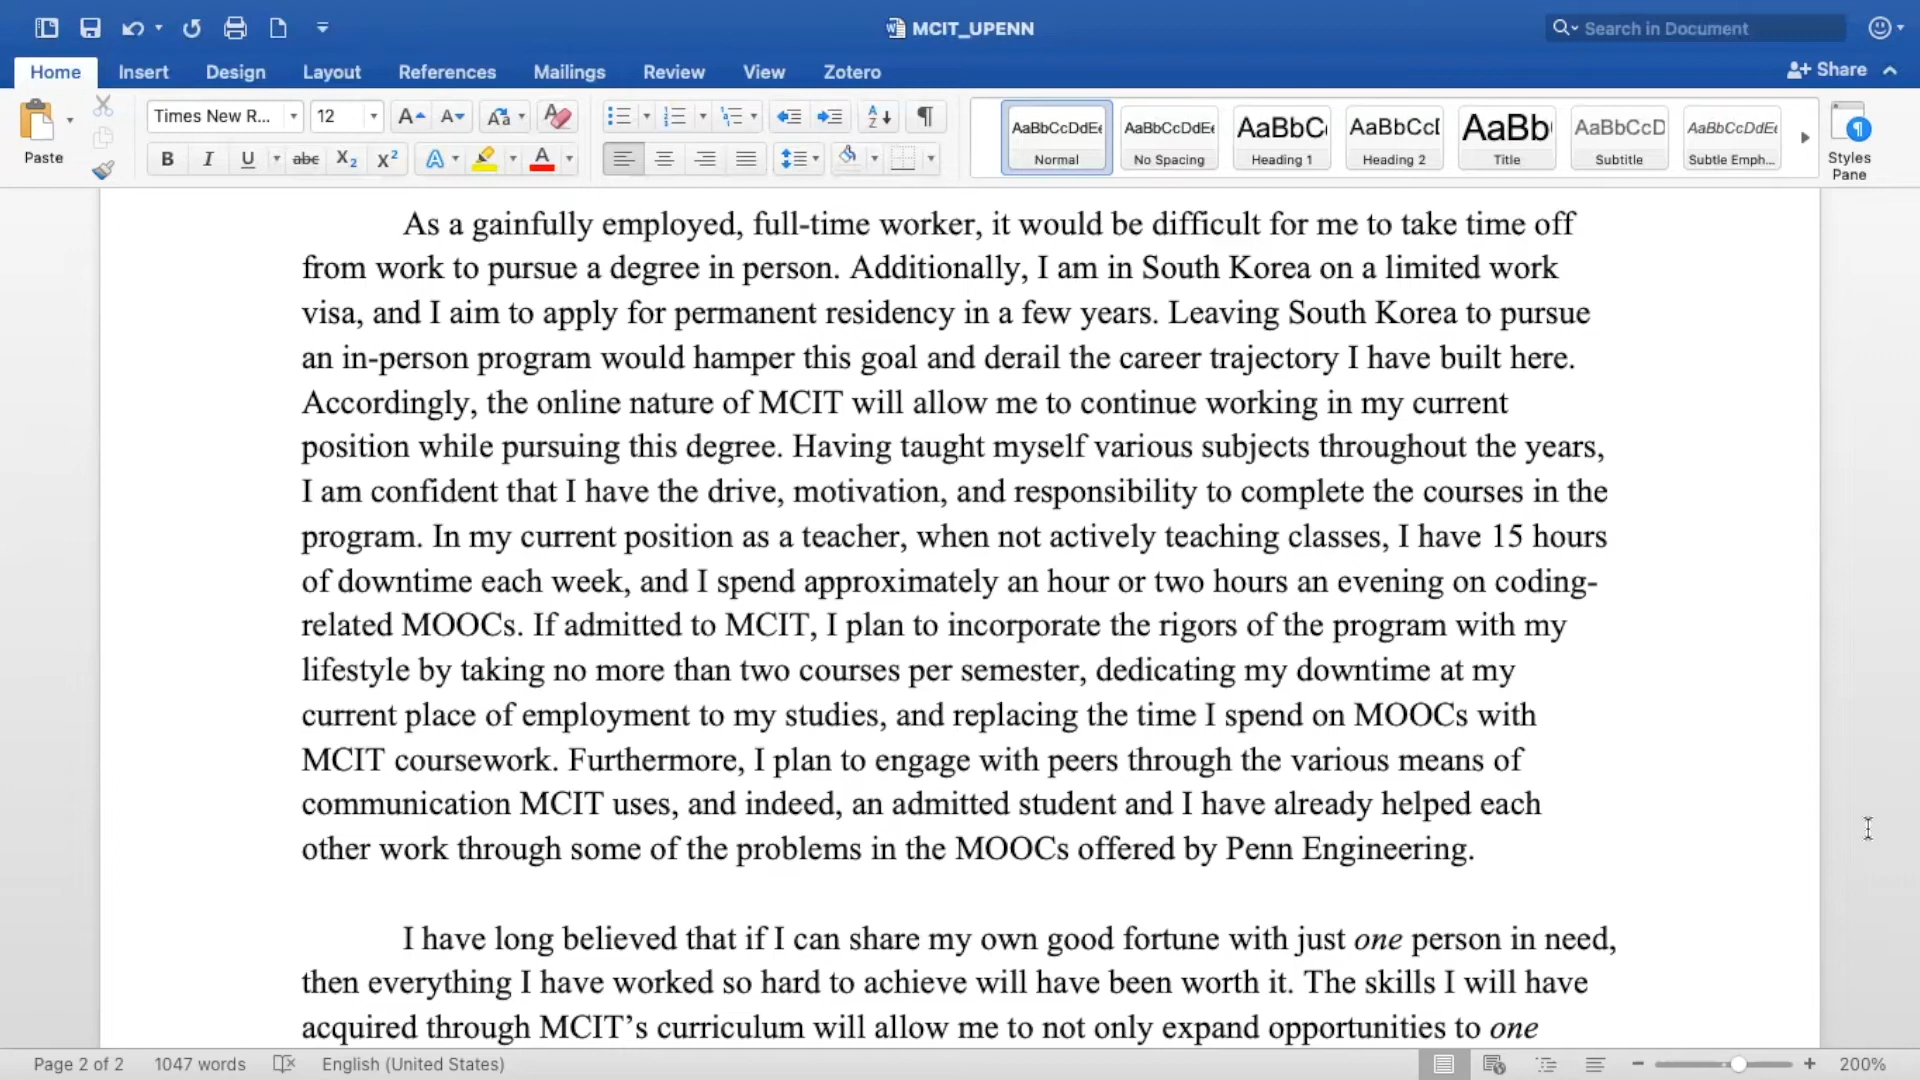 MCIT_UPENN
Search in Document
Home Insert Design Layout References Mailings Review View Zotero
Share
Paste
Times New R... 12
AaBbCcDdEe AaBbCcDdEe AaBbC AaBbCcD AaBb AaBbCcD AaBbCcDdEe
Normal No Spacing Heading 1 Heading 2 Title Subtitle Subtle Emph...
Styles
Pane
As a gainfully employed, full-time worker, it would be difficult for me to take time off
from work to pursue a degree in person. Additionally, I am in South Korea on a limited work
visa, and I aim to apply for permanent residency in a few years. Leaving South Korea to pursue
an in-person program would hamper this goal and derail the career trajectory I have built here.
Accordingly, the online nature of MCIT will allow me to continue working in my current
position while pursuing this degree. Having taught myself various subjects throughout the years,
I am confident that I have the drive, motivation, and responsibility to complete the courses in the
program. In my current position as a teacher, when not actively teaching classes, I have 15 hours
of downtime each week, and I spend approximately an hour or two hours an evening on coding-
related MOOCs. If admitted to MCIT, I plan to incorporate the rigors of the program with my
lifestyle by taking no more than two courses per semester, dedicating my downtime at my
current place of employment to my studies, and replacing the time I spend on MOOCs with
MCIT coursework. Furthermore, I plan to engage with peers through the various means of
communication MCIT uses, and indeed, an admitted student and I have already helped each
other work through some of the problems in the MOOCs offered by Penn Engineering.
I have long believed that if I can share my own good fortune with just one person in need,
then everything I have worked so hard to achieve will have been worth it. The skills I will have
acquired through MCIT’s curriculum will allow me to not only expand opportunities to one
Page 2 of 2 1047 words English (United States) 200%